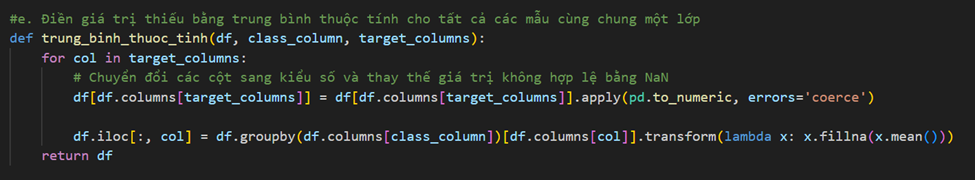 #e. Điền giá trị thiếu bằng trung bình thuộc tính cho tất cả các mẫu cùng chung một lớp
def trung_binh_thuoc_tinh(df, class_column, target_columns):
    for col in target_columns:
        # Chuyển đổi các cột sang kiểu số và thay thế giá trị không hợp lệ bằng NaN
        df[df.columns[target_columns]] = df[df.columns[target_columns]].apply(pd.to_numeric, errors='coerce')

        df.iloc[:, col] = df.groupby(df.columns[class_column])[df.columns[col]].transform(lambda x: x.fillna(x.mean()))
    return df